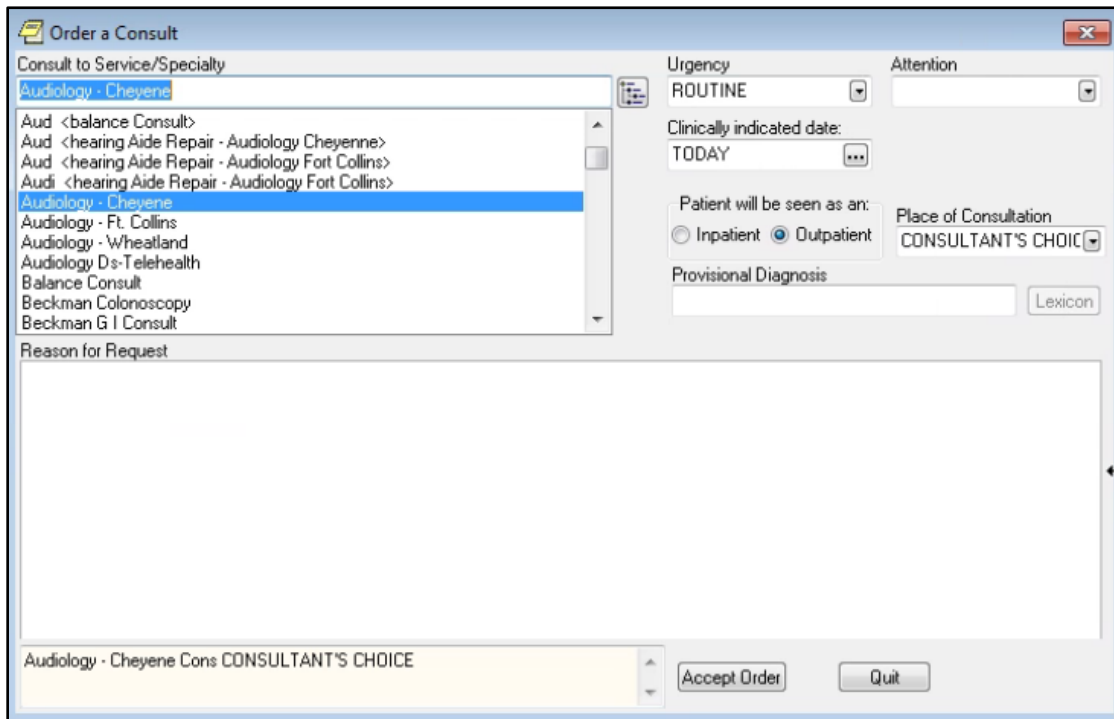 Order a Consult
Consult to Service/Specialty
Audiology - Cheyene
Aud <balance Consult>
Aud <hearing Aide Repair - Audiology Cheyenne>
Aud <hearing Aide Repair - Audiology Fort Collins>
Audi <hearing Aide Repair - Audiology Fort Collins>
Audiology - Cheyene
Audiology - Ft. Collins
Audiology - Wheatland
Audiology Ds-Telehealth
Balance Consult
Beckman Colonoscopy
Beckman G I Consult
Urgency
ROUTINE
Attention
Clinically indicated date:
TODAY
...
Patient will be seen as an:
Inpatient Outpatient
Place of Consultation
CONSULTANT'S CHOIC
Provisional Diagnosis
Lexicon
Reason for Request
Audiology - Cheyene Cons CONSULTANT'S CHOICE
Accept Order
Quit